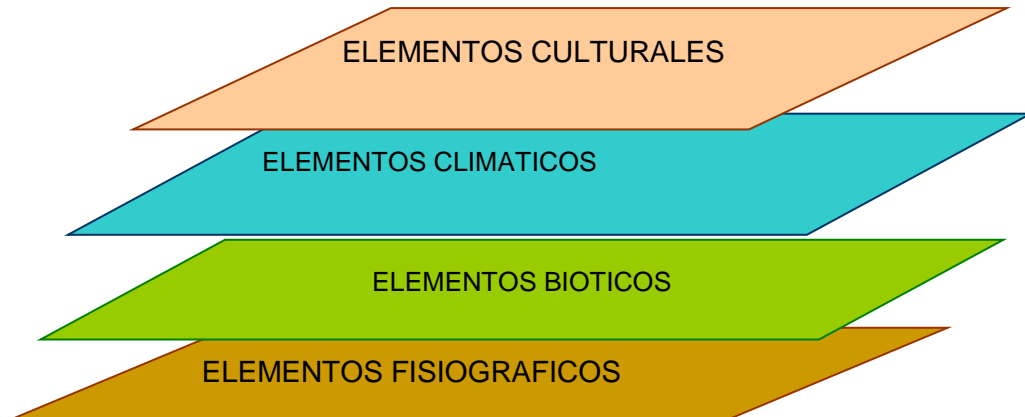 ELEMENTOS CULTURALES
ELEMENTOS CLIMATICOS
ELEMENTOS BIOTICOS
ELEMENTOS FISIOGRAFICOS